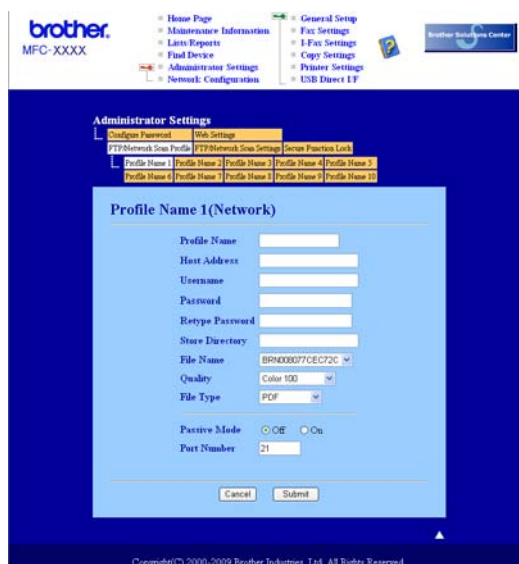 brother.
MFC-XXXX
Home Page
Maintenance Information
Lists/Reports
Find Device
Administrator Settings
Network Configuration
General Setup
Fax Settings
I-Fax Settings
Copy Settings
Printer Settings
USB Direct I/F
Brother Solutions Center
Administrator Settings
Configure Password Web Settings
FTP/Network Scan Profile FTP/Network Scan Settings Secure Function Lock
Profile Name 1 Profile Name 2 Profile Name 3 Profile Name 4 Profile Name 5
Profile Name 6 Profile Name 7 Profile Name 8 Profile Name 9 Profile Name 10
Profile Name 1(Network)
Profile Name
Host Address
Username
Password
Retype Password
Store Directory
File Name BRN008077CEC72C
Quality Color 100
File Type PDF
Passive Mode Off On
Port Number 21
Cancel Submit
Copyright(C) 2000-2009 Brother Industries, Ltd. All Rights Reserved.